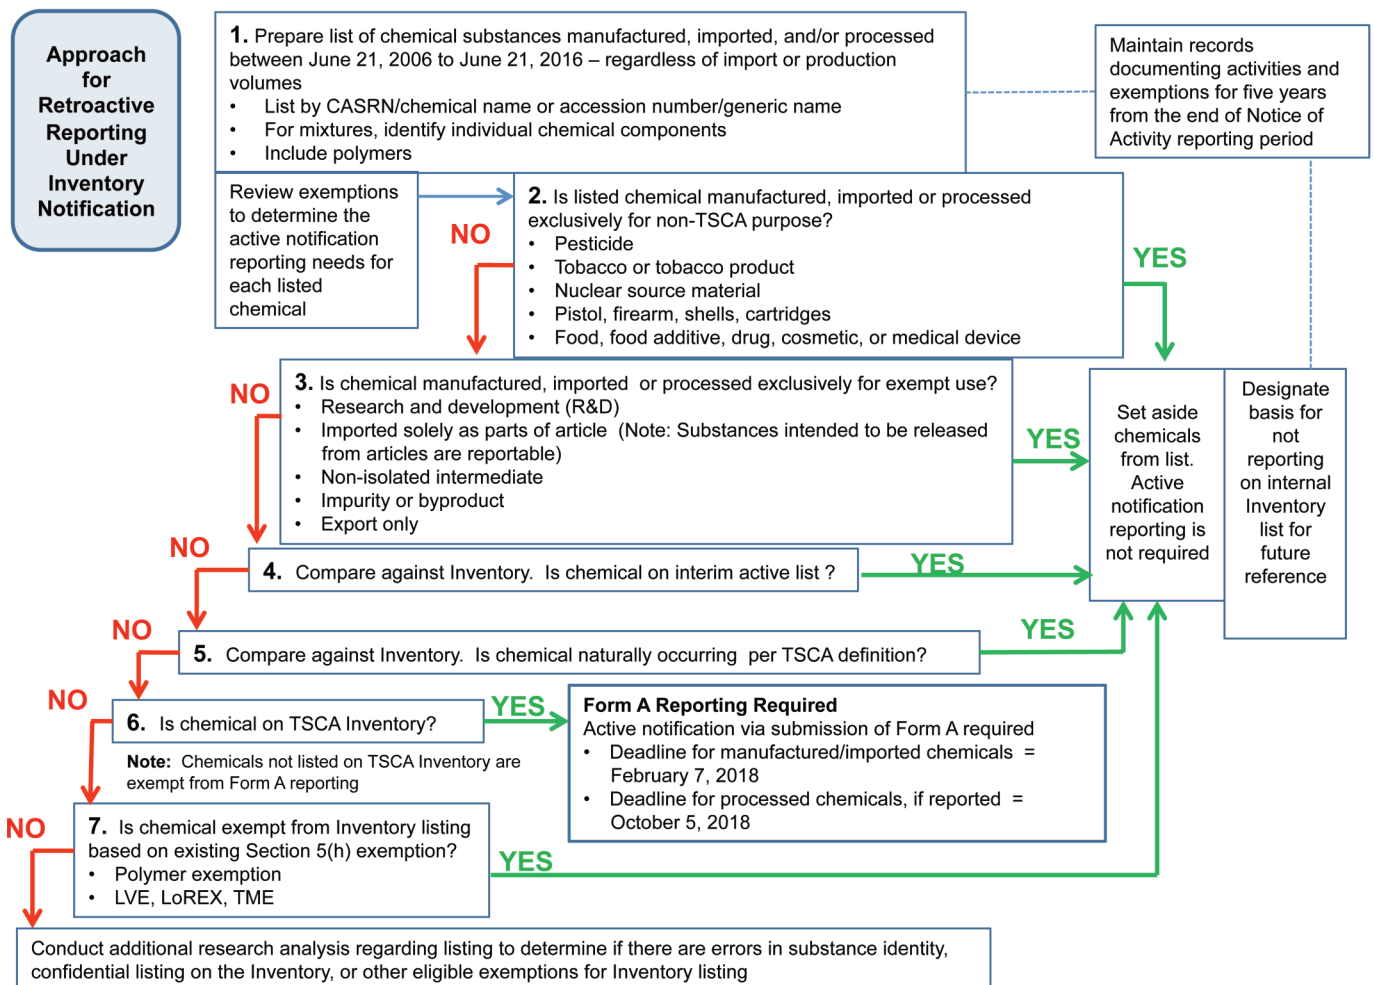 Approach
for
Retroactive
Reporting
Under
Inventory
Notification
1. Prepare list of chemical substances manufactured, imported, and/or processed
between June 21, 2006 to June 21, 2016 – regardless of import or production
volumes
• List by CASRN/chemical name or accession number/generic name
• For mixtures, identify individual chemical components
• Include polymers
Maintain records
documenting activities and
exemptions for five years
from the end of Notice of
Activity reporting period
Review exemptions
to determine the
active notification
reporting needs for
each listed
chemical
2. Is listed chemical manufactured, imported or processed
exclusively for non-TSCA purpose?
• Pesticide
• Tobacco or tobacco product
• Nuclear source material
• Pistol, firearm, shells, cartridges
• Food, food additive, drug, cosmetic, or medical device
NO
YES
3. Is chemical manufactured, imported or processed exclusively for exempt use?
• Research and development (R&D)
• Imported solely as parts of article (Note: Substances intended to be released
from articles are reportable)
• Non-isolated intermediate
• Impurity or byproduct
• Export only
NO
YES
Set aside
chemicals
from list.
Active
notification
reporting is
not required
Designate
basis for
not
reporting
on internal
Inventory
list for
future
reference
4. Compare against Inventory. Is chemical on interim active list ?
NO
YES
5. Compare against Inventory. Is chemical naturally occurring per TSCA definition?
NO
YES
6. Is chemical on TSCA Inventory?
NO
YES
Note: Chemicals not listed on TSCA Inventory are
exempt from Form A reporting
Form A Reporting Required
Active notification via submission of Form A required
• Deadline for manufactured/imported chemicals =
February 7, 2018
• Deadline for processed chemicals, if reported =
October 5, 2018
7. Is chemical exempt from Inventory listing
based on existing Section 5(h) exemption?
• Polymer exemption
• LVE, LoREX, TME
NO
YES
Conduct additional research analysis regarding listing to determine if there are errors in substance identity,
confidential listing on the Inventory, or other eligible exemptions for Inventory listing